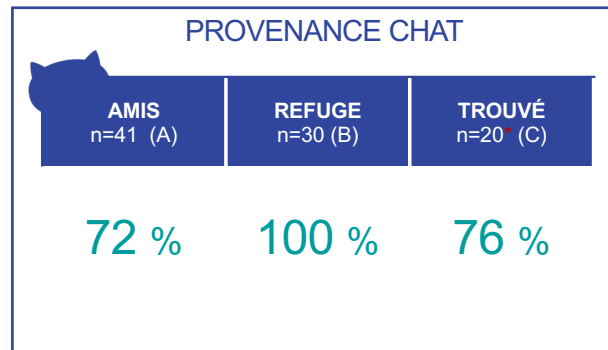 PROVENANCE CHAT
AMIS
n=41 (A)
REFUGE
n=30 (B)
TROUVÉ
n=20* (C)
72 %
100 %
76 %